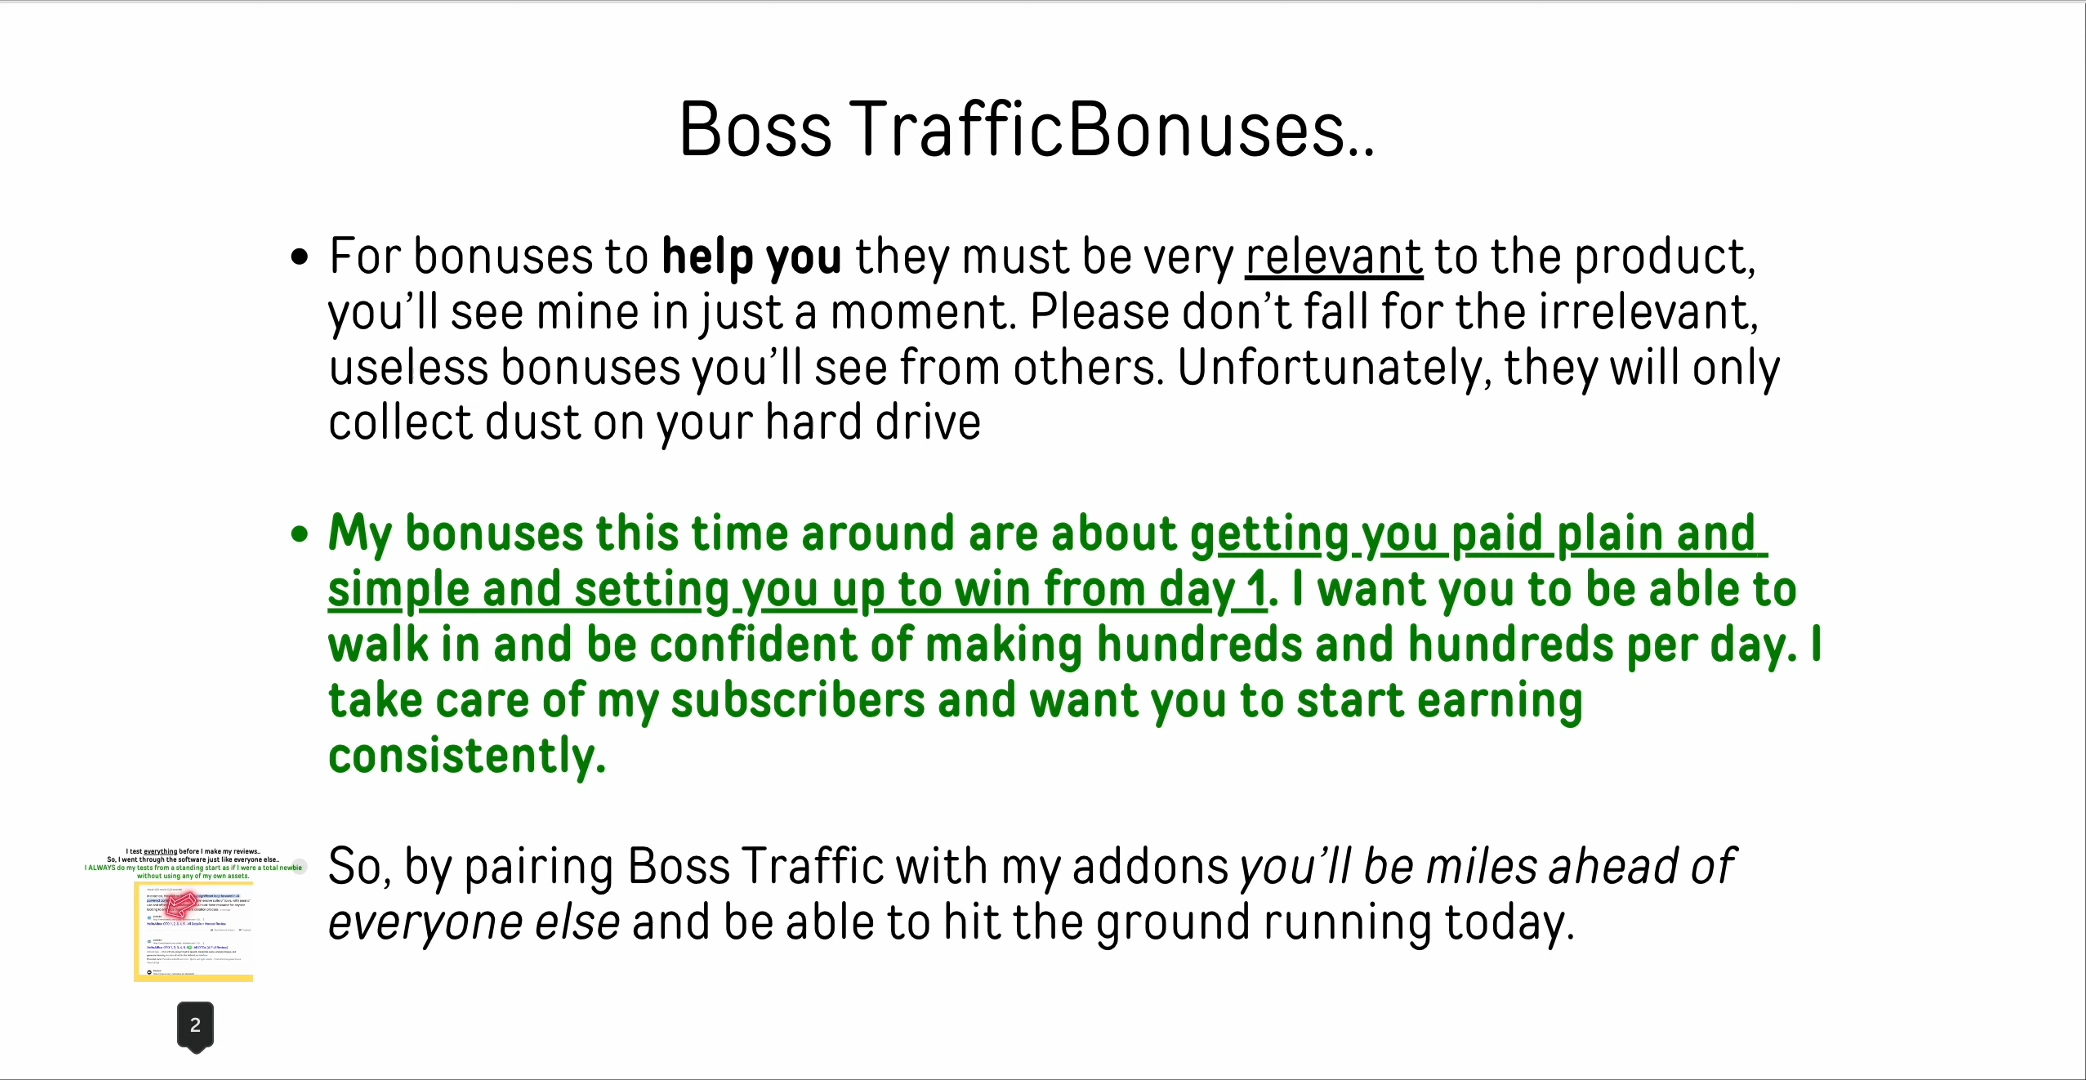 Boss TrafficBonuses..
• For bonuses to help you they must be very relevant to the product,
you'll see mine in just a moment. Please don't fall for the irrelevant,
useless bonuses you'll see from others. Unfortunately, they will only
collect dust on your hard drive
• My bonuses this time around are about getting you paid plain and
simple and setting you up to win from day 1. I want you to be able to
walk in and be confident of making hundreds and hundreds per day. I
take care of my subscribers and want you to start earning
consistently.
So, by pairing Boss Traffic with my addons you'll be miles ahead of
everyone else and be able to hit the ground running today.
I test everything before I make my reviews..
So, I went through the software just like everyone else..
I ALWAYS do my tests from a standing start as if I were a total newbie
without using any of my own assets.
2